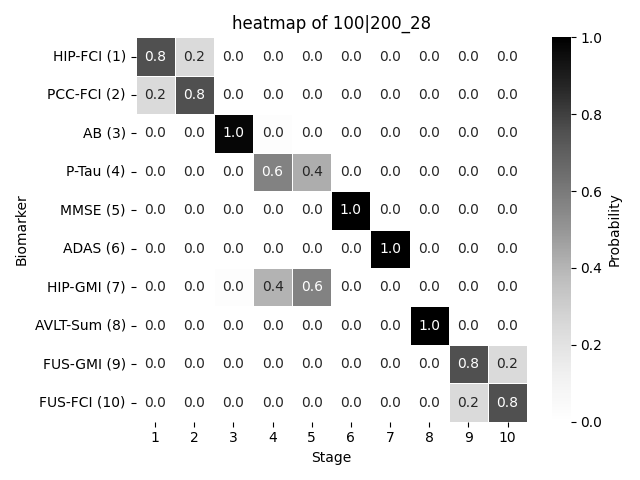 heatmap of 100|200_28
HIP-FCI (1) 0.8 0.2 0.0 0.0 0.0 0.0 0.0 0.0 0.0 0.0
PCC-FCI (2) 0.2 0.8 0.0 0.0 0.0 0.0 0.0 0.0 0.0 0.0
AB (3) 0.0 0.0 1.0 0.0 0.0 0.0 0.0 0.0 0.0 0.0
P-Tau (4) 0.0 0.0 0.0 0.6 0.4 0.0 0.0 0.0 0.0 0.0
MMSE (5) 0.0 0.0 0.0 0.0 0.0 1.0 0.0 0.0 0.0 0.0
ADAS (6) 0.0 0.0 0.0 0.0 0.0 0.0 1.0 0.0 0.0 0.0
HIP-GMI (7) 0.0 0.0 0.0 0.4 0.6 0.0 0.0 0.0 0.0 0.0
AVLT-Sum (8) 0.0 0.0 0.0 0.0 0.0 0.0 0.0 1.0 0.0 0.0
FUS-GMI (9) 0.0 0.0 0.0 0.0 0.0 0.0 0.0 0.0 0.8 0.2
FUS-FCI (10) 0.0 0.0 0.0 0.0 0.0 0.0 0.0 0.0 0.2 0.8
1 2 3 4 5 6 7 8 9 10
Stage
Biomarker
1.0
0.8
0.6
0.4
0.2
0.0
Probability